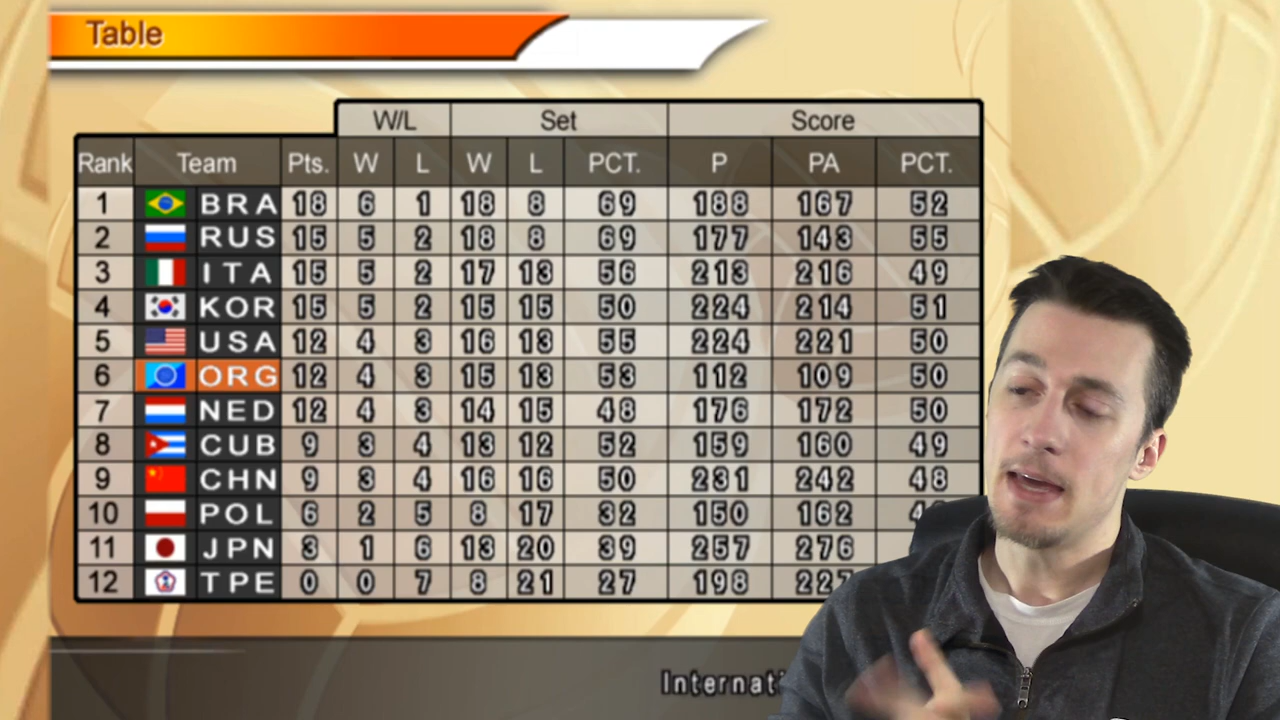 Table
W/L Set Score
Rank Team Pts. W L W L PCT. P PA PCT.
1 BRA 18 6 1 18 8 69 188 167 52
2 RUS 15 5 2 18 8 69 177 143 55
3 ITA 15 5 2 17 13 56 213 216 49
4 KOR 15 5 2 15 15 50 224 214 51
5 USA 12 4 3 16 13 55 224 221 50
6 ORG 12 4 3 15 13 53 112 109 50
7 NED 12 4 3 14 15 48 176 172 50
8 CUB 9 3 4 13 12 52 159 160 49
9 CHN 9 3 4 16 16 50 231 242 48
10 POL 6 2 5 8 17 32 150 162
11 JPN 3 1 6 13 20 39 257 276
12 TPE 0 0 7 8 21 27 198 227